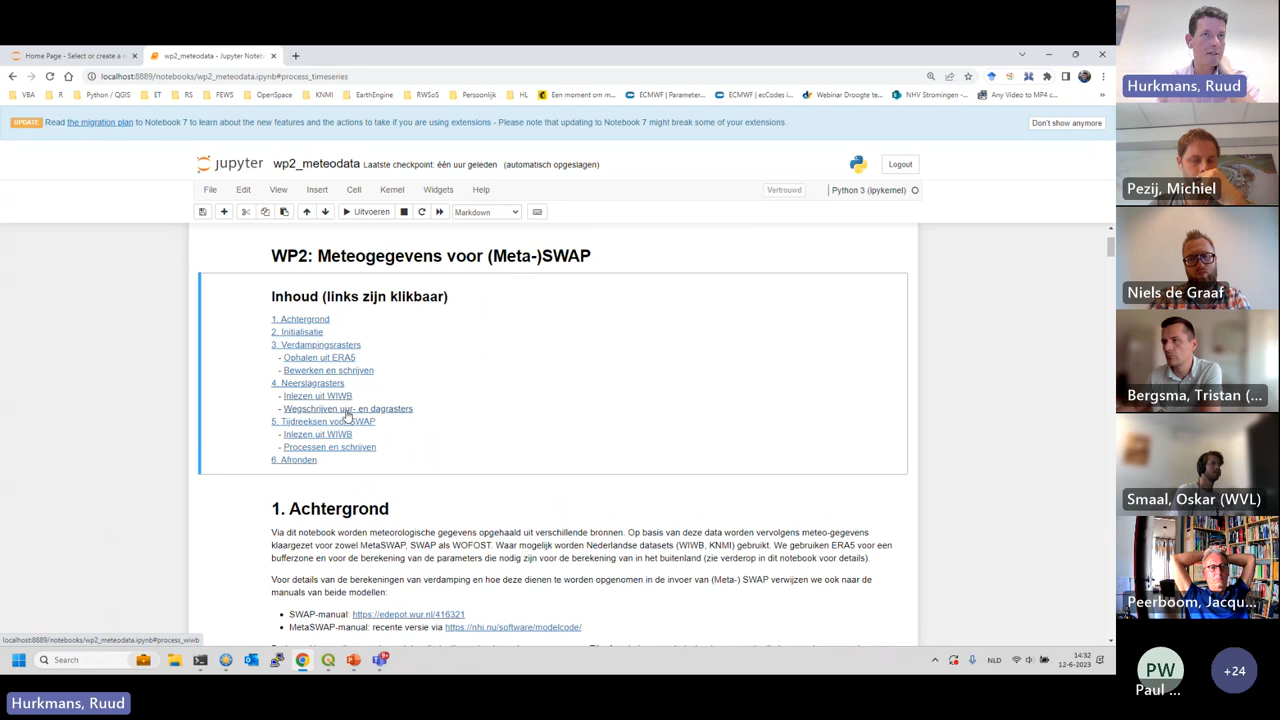 Home Page - Select or create a n
wp2_meteodata - Jupyter Noteb
localhost:8889/notebooks/wp2_meteodata.ipynb#process_timeseries
VBA R Python / QGIS ET RS FEWS OpenSpace KNMI EarthEngine RWSoS Persoonlijk HL Een moment om m... ECMWF | Parameter... ECMWF | ecCodes i... Webinar Droogte te... NHV Stromingen -... Any Video to MP4 c...
UPDATE Read the migration plan to Notebook 7 to learn about the new features and the actions to take if you are using extensions - Please note that updating to Notebook 7 might break some of your extensions. Don't show anymore
jupyter wp2_meteodata Laatste checkpoint: één uur geleden (automatisch opgeslagen) Logout
File Edit View Insert Cell Kernel Widgets Help Vertrouwd Python 3 (ipykernel)
Uitvoeren Markdown
WP2: Meteogegevens voor (Meta-)SWAP
Inhoud (links zijn klikbaar)
1. Achtergrond
2. Initialisatie
3. Verdampingsrasters
- Ophalen uit ERA5
- Bewerken en schrijven
4. Neerslagrasters
- Inlezen uit WIWB
- Wegschrijven uur- en dagrasters
5. Tijdreeksen voor SWAP
- Inlezen uit WIWB
- Processen en schrijven
6. Afronden
1. Achtergrond
Via dit notebook worden meteorologische gegevens opgehaald uit verschillende bronnen. Op basis van deze data worden vervolgens meteo-gegevens
klaargezet voor zowel MetaSWAP, SWAP als WOFOST. Waar mogelijk worden Nederlandse datasets (WIWB, KNMI) gebruikt. We gebruiken ERA5 voor een
bufferzone en voor de berekening van de parameters die nodig zijn voor de berekening van in het buitenland (zie verderop in dit notebook voor details).
Voor details van de berekeningen van verdamping en hoe deze dienen te worden opgenomen in de invoer van (Meta-) SWAP verwijzen we ook naar de
manuals van beide modellen:
• SWAP-manual: https://edepot.wur.nl/416321
• MetaSWAP-manual: recente versie via https://nhi.nu/software/modelcode/
localhost:8889/notebooks/wp2_meteodata.ipynb#process_wiwb
Search
NLD
14:32
12-6-2023
Hurkmans, Ruud
Hurkmans, Ruud
Pezij, Michiel
Niels de Graaf
Bergsma, Tristan (...
Smaal, Oskar (WVL)
Peerboom, Jacqu...
PW
Paul ...
+24